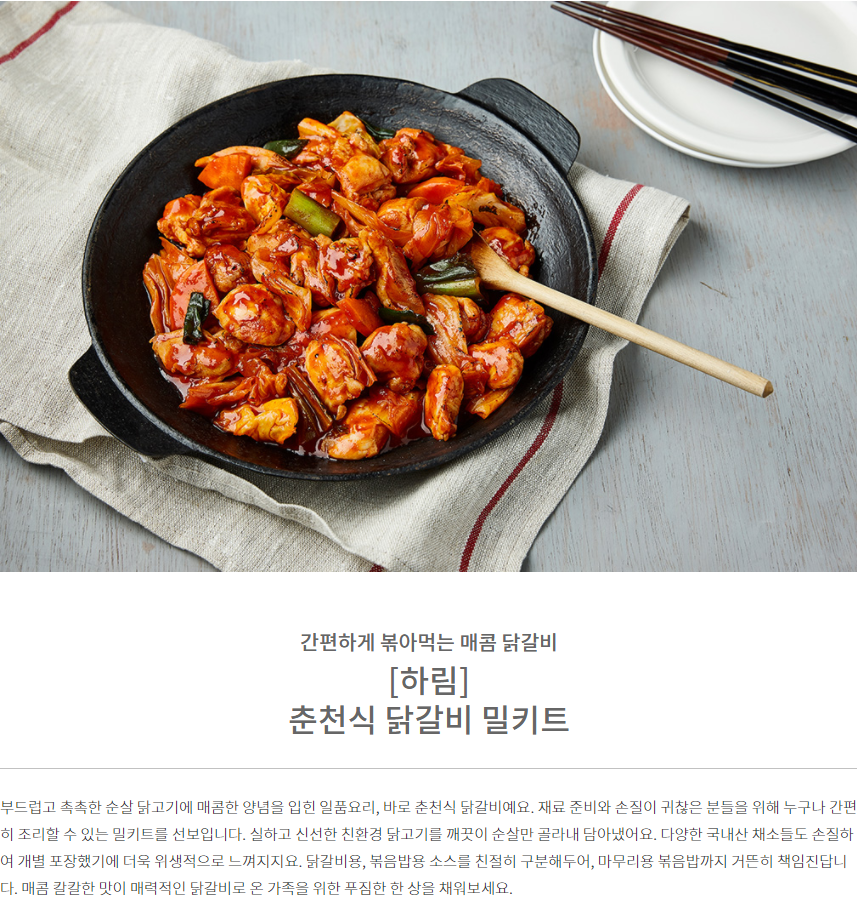 간편하게 볶아먹는 매콤 닭갈비
[하림]
춘천식 닭갈비 밀키트
부드럽고 촉촉한 순살 닭고기에 매콤한 양념을 입힌 일품요리, 바로 춘천식 닭갈비예요. 재료 준비와 손질이 귀찮은 분들을 위해 누구나 간편
히 조리할 수 있는 밀키트를 선보입니다. 실하고 신선한 친환경 닭고기를 깨끗이 순살만 골라내 담아냈어요. 다양한 국내산 채소들도 손질하
여 개별 포장했기에 더욱 위생적으로 느껴지지요. 닭갈비용, 볶음밥용 소스를 친절히 구분해두어, 마무리용 볶음밥까지 거뜬히 책임진답니
다. 매콤 칼칼한 맛이 매력적인 닭갈비로 온 가족을 위한 푸짐한 한 상을 채워보세요.